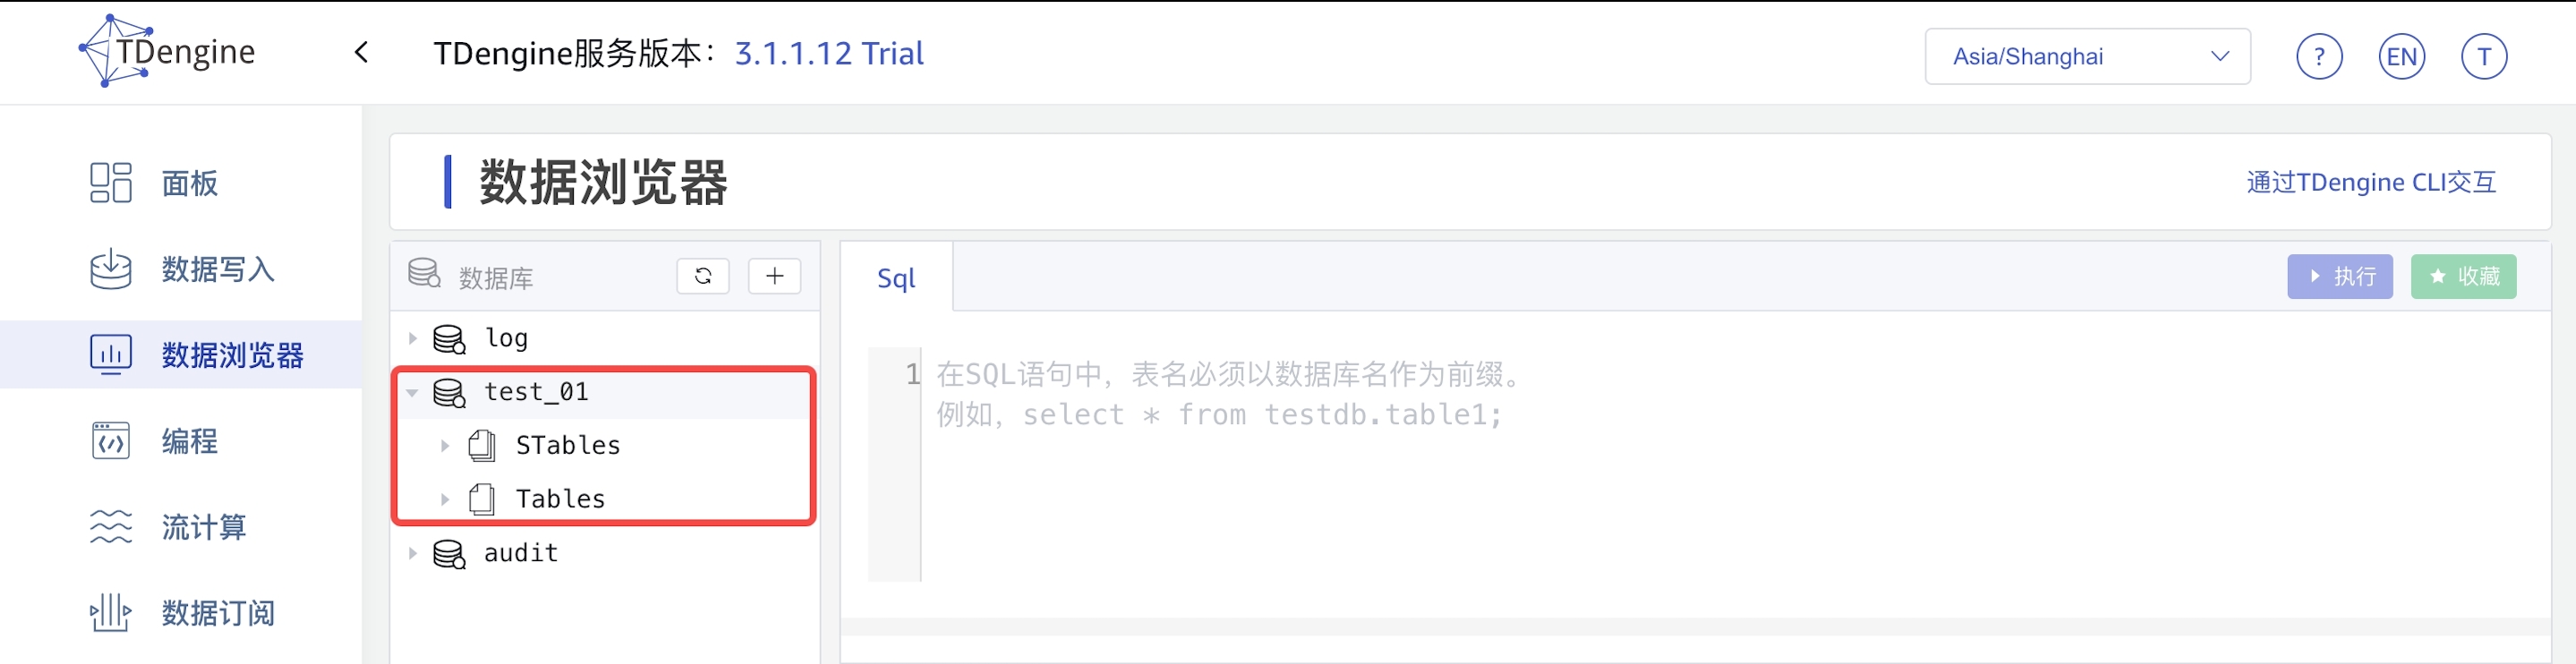 TDengine
TDengine服务版本：3.1.1.12 Trial
Asia/Shanghai
?
EN
T
面板
数据写入
数据浏览器
编程
流计算
数据订阅
数据浏览器
通过TDengine CLI交互
数据库
log
test_01
STables
Tables
audit
Sql
执行
收藏
1 在SQL语句中，表名必须以数据库名作为前缀。
例如，select * from testdb.table1;